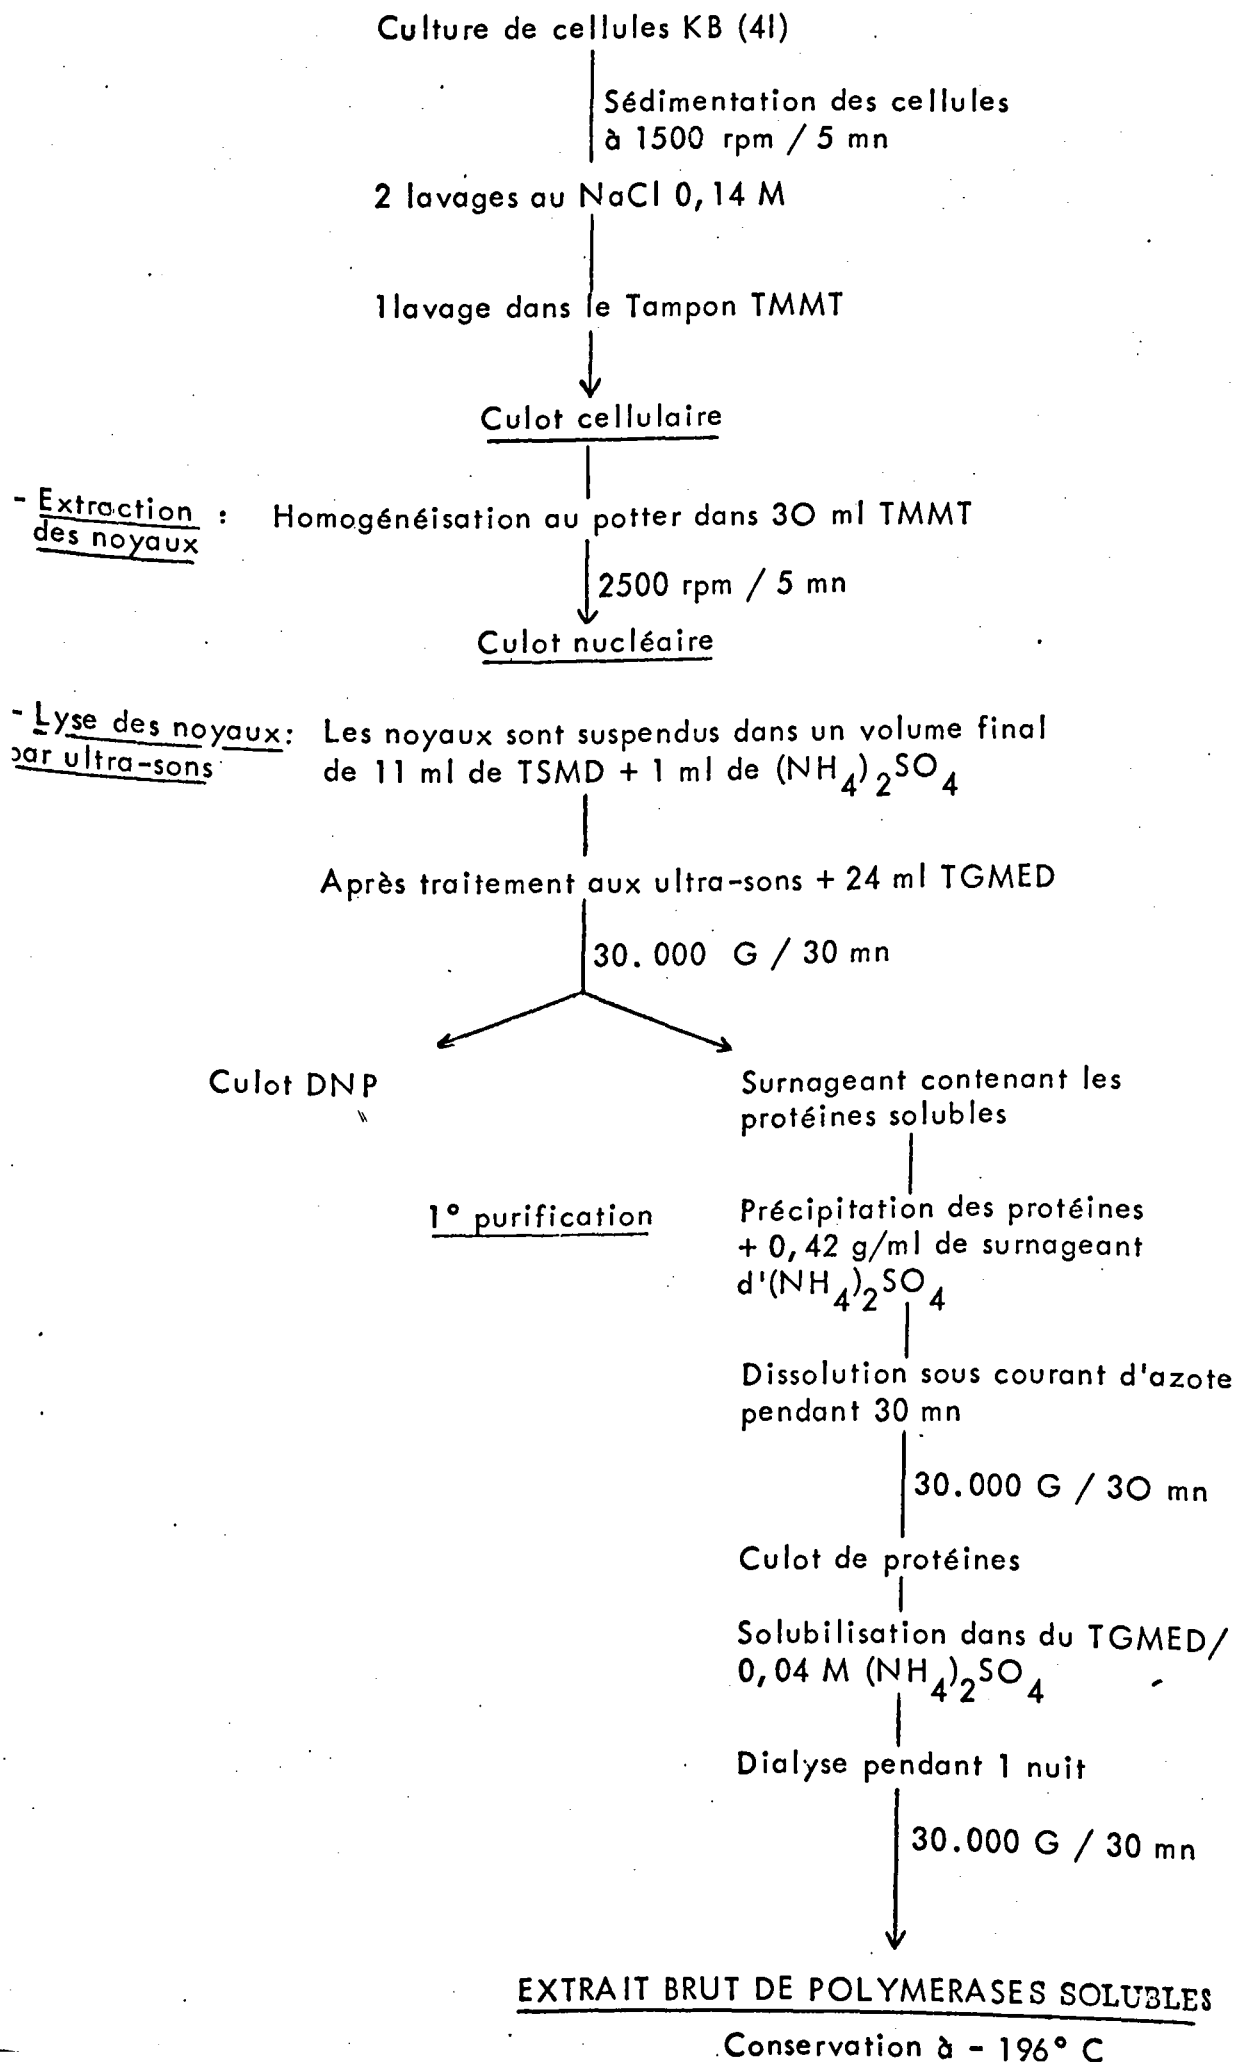 Culture de cellules KB (4l)
Sédimentation des cellules
à 1500 rpm / 5 mn
2 lavages au NaCl 0,14 M
1 lavage dans le Tampon TMMT
Culot cellulaire
- Extraction des noyaux :
Homogénéisation au potter dans 30 ml TMMT
2500 rpm / 5 mn
Culot nucléaire
- Lyse des noyaux:
par ultra-sons
Les noyaux sont suspendus dans un volume final
de 11 ml de TSMD + 1 ml de (NH4)2SO4
Après traitement aux ultra-sons + 24 ml TGMED
30.000 G / 30 mn
Culot DNP
Surnageant contenant les
protéines solubles
1° purification
Précipitation des protéines
+ 0,42 g/ml de surnageant
d'(NH4)2SO4
Dissolution sous courant d'azote
pendant 30 mn
30.000 G / 30 mn
Culot de protéines
Solubilisation dans du TGMED/
0,04 M (NH4)2SO4
Dialyse pendant 1 nuit
30.000 G / 30 mn
EXTRAIT BRUT DE POLYMERASES SOLUBLES
Conservation à - 196° C